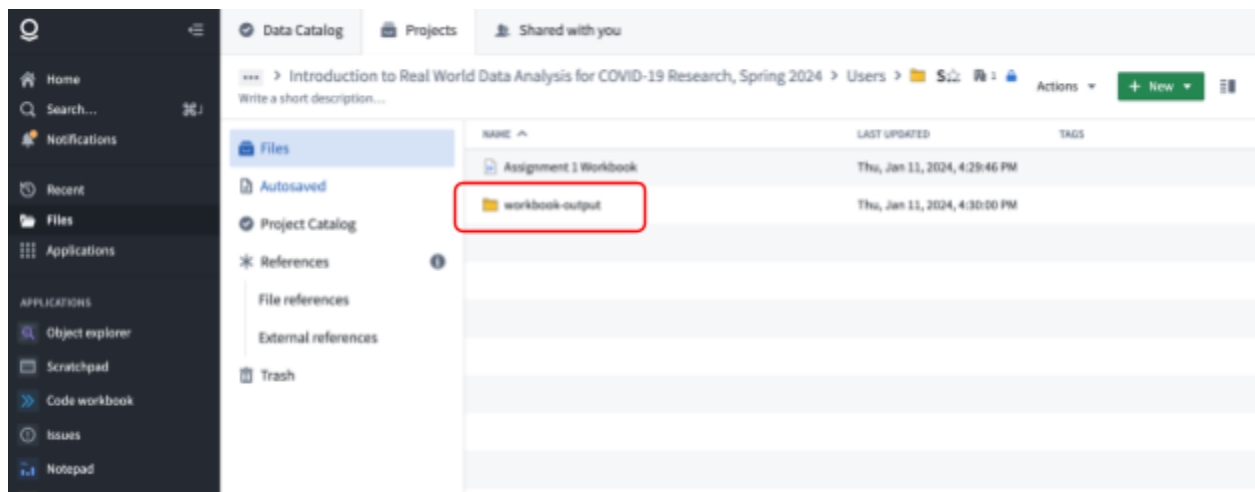 Data Catalog
Projects
Shared with you
Home
Search...
⌘J
Notifications
Recent
Files
Applications
APPLICATIONS
Object explorer
Scratchpad
Code workbook
Issues
Notepad
... > Introduction to Real World Data Analysis for COVID-19 Research, Spring 2024 > Users > S
1
Write a short description...
Actions
+ New
Files
Autosaved
Project Catalog
References
File references
External references
Trash
NAME LAST UPDATED TAGS
Assignment 1 Workbook Thu, Jan 11, 2024, 4:29:46 PM
workbook-output Thu, Jan 11, 2024, 4:30:00 PM